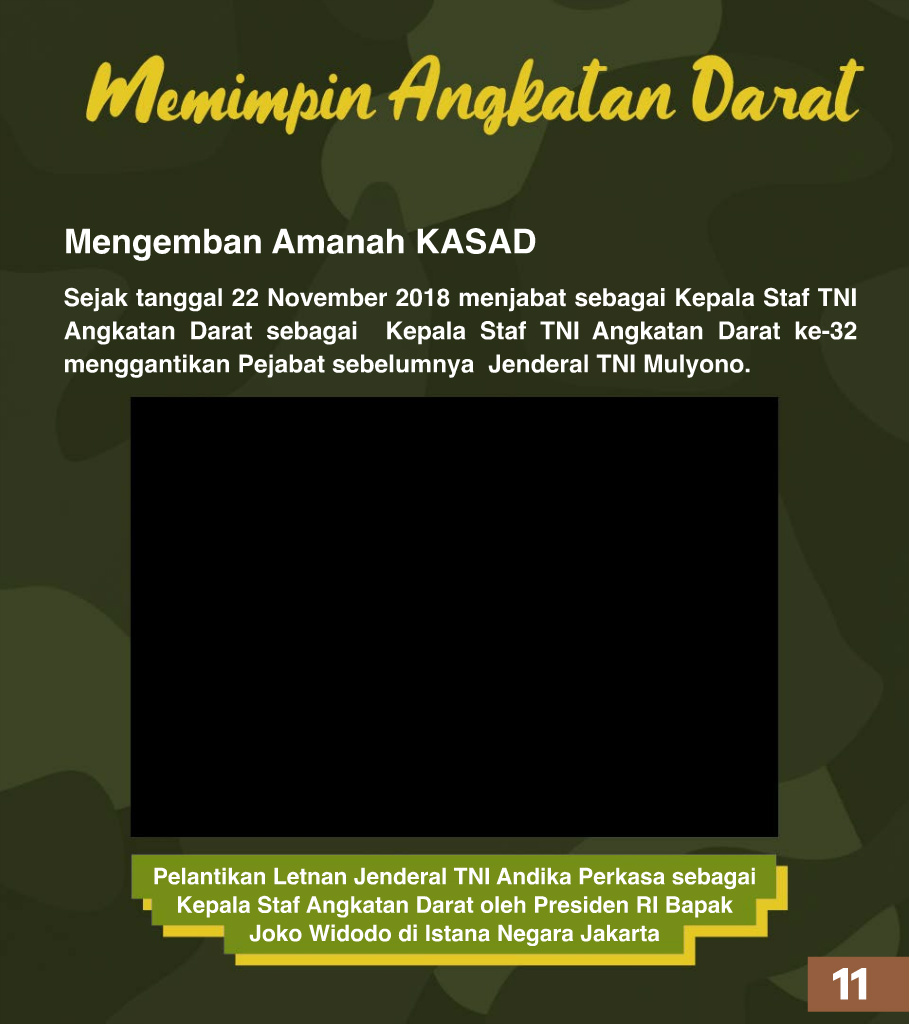 Memimpin Angkatan Darat
Mengemban Amanah KASAD
Sejak tanggal 22 November 2018 menjabat sebagai Kepala Staf TNI
Angkatan Darat sebagai  Kepala Staf TNI Angkatan Darat ke-32
menggantikan Pejabat sebelumnya  Jenderal TNI Mulyono.
Pelantikan Letnan Jenderal TNI Andika Perkasa sebagai
Kepala Staf Angkatan Darat oleh Presiden RI Bapak
Joko Widodo di Istana Negara Jakarta
11